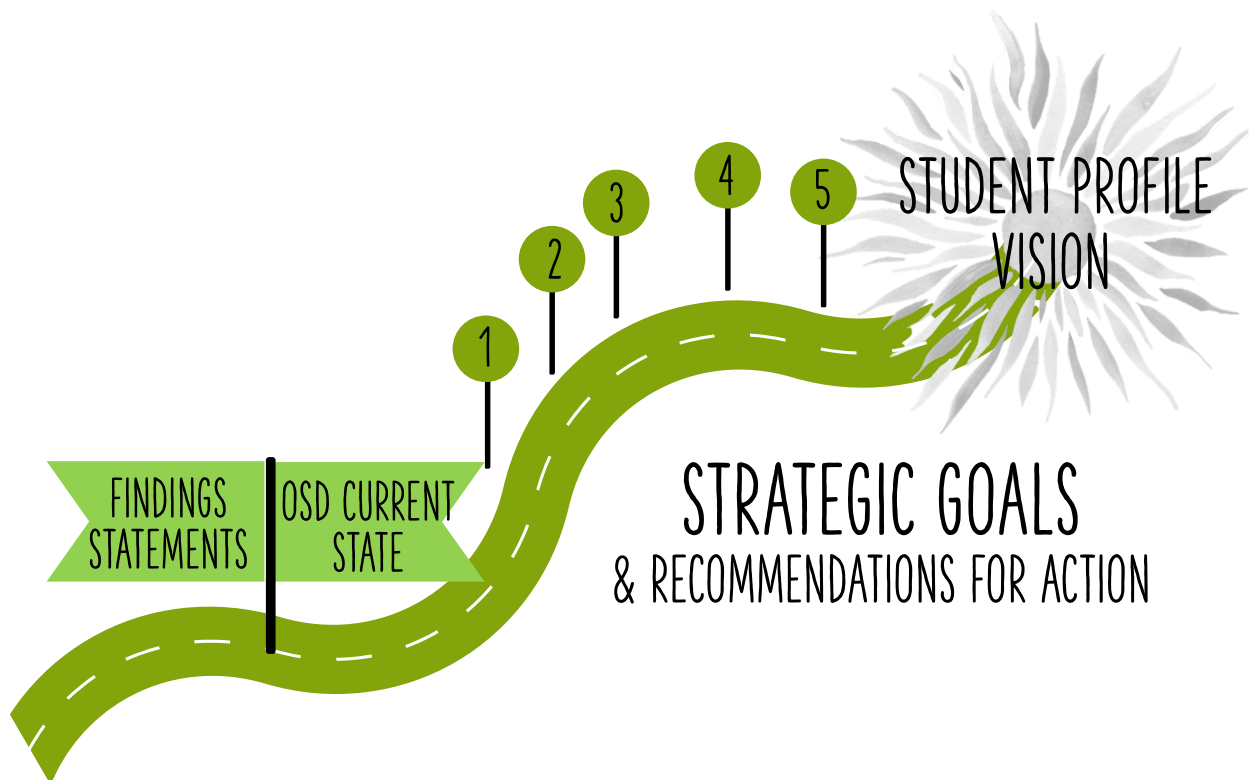 STUDENT PROFILE
VISION
1
2
3
4
5
FINDINGS
STATEMENTS
OSD CURRENT
STATE
STRATEGIC GOALS
& RECOMMENDATIONS FOR ACTION